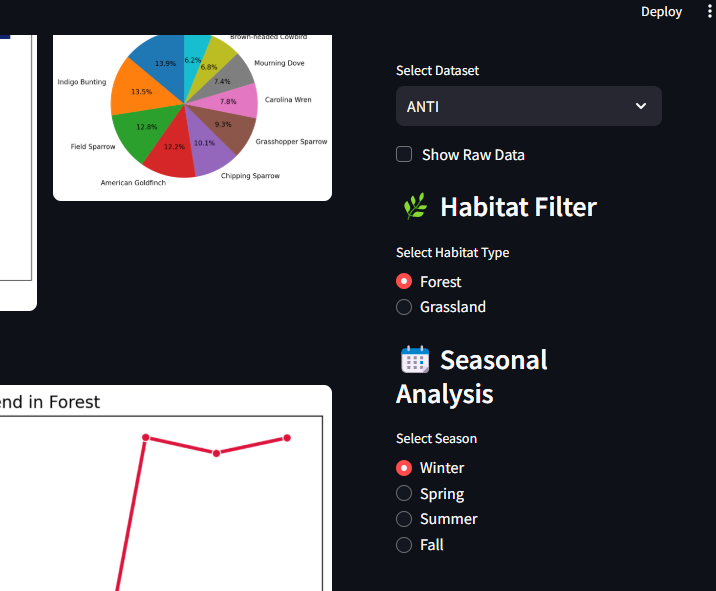 Deploy
Brown-headed Cowbird
Mourning Dove
Carolina Wren
Grasshopper Sparrow
Chipping Sparrow
American Goldfinch
Field Sparrow
Indigo Bunting
13.9%
6.2%
6.8%
7.4%
7.8%
9.3%
10.1%
12.2%
12.8%
13.5%
end in Forest
Select Dataset
ANTI
Show Raw Data
Habitat Filter
Select Habitat Type
Forest
Grassland
Seasonal
Analysis
Select Season
Winter
Spring
Summer
Fall